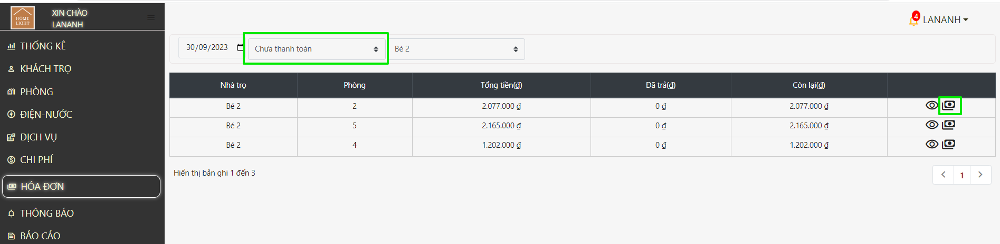 HOME
LIGHT
XIN CHÀO
LANANH
THỐNG KÊ
KHÁCH TRỌ
PHÒNG
ĐIỆN-NƯỚC
DỊCH VỤ
CHI PHÍ
HÓA ĐƠN
THÔNG BÁO
BÁO CÁO
4
LANANH
30/09/2023 Chưa thanh toán Bé 2
Nhà trọ Phòng Tổng tiền(₫) Đã trả(₫) Còn lại(₫)
Bé 2 2 2.077.000 ₫ 0 ₫ 2.077.000 ₫
Bé 2 5 2.165.000 ₫ 0 ₫ 2.165.000 ₫
Bé 2 4 1.202.000 ₫ 0 ₫ 1.202.000 ₫
Hiển thị bản ghi 1 đến 3
1